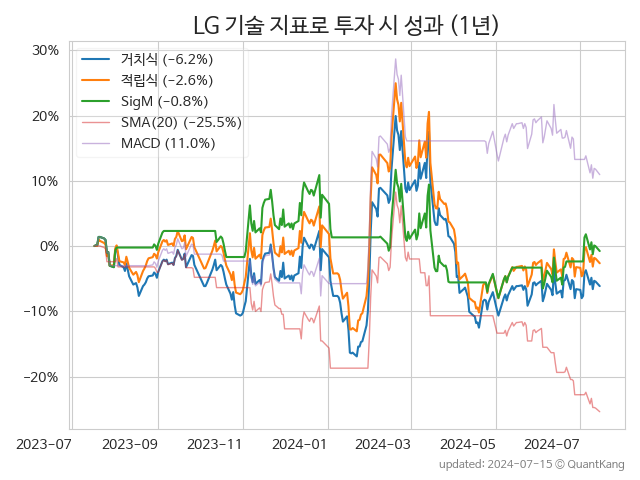 LG 기술 지표로 투자 시 성과 (1년)
30%
20%
10%
0%
−10%
−20%
거치식 (−6.2%)
적립식 (−2.6%)
SigM (−0.8%)
SMA(20) (−25.5%)
MACD (11.0%)
2023-07 2023-09 2023-11 2024-01 2024-03 2024-05 2024-07
updated: 2024-07-15 ⓒ QuantKang